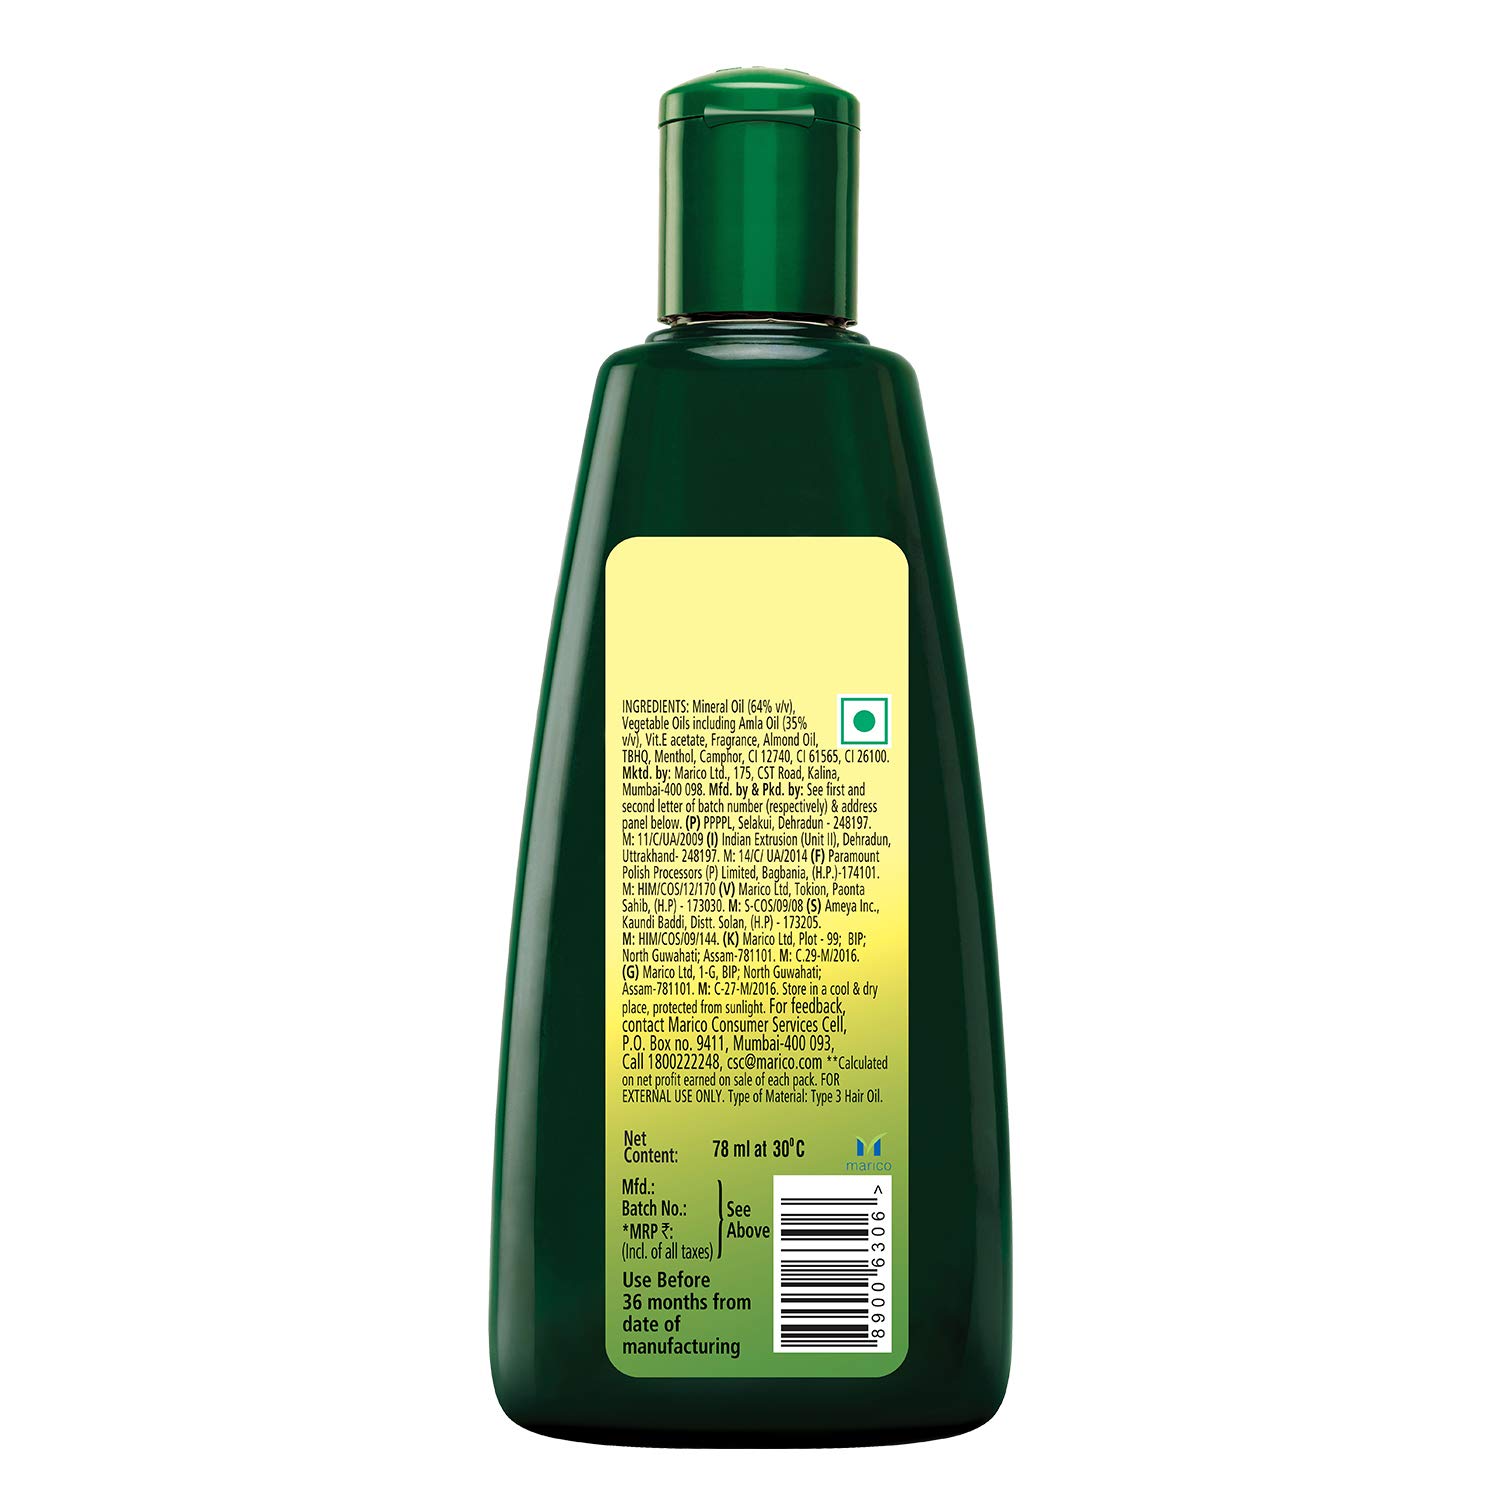 INGREDIENTS: Mineral Oil (64% v/v),
Vegetable Oils including Amla Oil (35%
v/v), Vit.E acetate, Fragrance, Almond Oil,
TBHQ, Menthol, Camphor, CI 12740, CI 61565, CI 26100.
Mktd. by: Marico Ltd., 175, CST Road, Kalina,
Mumbai-400 098. Mfd. by & Pkd. by: See first and
second letter of batch number (respectively) & address
panel below. (P) PPPPL, Selakui, Dehradun - 248197.
M: 11/C/UA/2009 (I) Indian Extrusion (Unit II), Dehradun,
Uttrakhand- 248197. M: 14/C/ UA/2014 (F) Paramount
Polish Processors (P) Limited, Bagbania, (H.P.)-174101.
M: HIM/COS/12/170 (V) Marico Ltd, Tokion, Paonta
Sahib, (H.P) - 173030. M: S-COS/09/08 (S) Ameya Inc.,
Kaundi Baddi, Distt. Solan, (H.P) - 173205.
M: HIM/COS/09/144. (K) Marico Ltd, Plot - 99; BIP;
North Guwahati; Assam-781101. M: C.29-M/2016.
(G) Marico Ltd, 1-G, BIP; North Guwahati;
Assam-781101. M: C-27-M/2016. Store in a cool & dry
place, protected from sunlight. For feedback,
contact Marico Consumer Services Cell,
P.O. Box no. 9411, Mumbai-400 093,
Call 1800222248, csc@marico.com **Calculated
on net profit earned on sale of each pack. FOR
EXTERNAL USE ONLY. Type of Material: Type 3 Hair Oil.
Net
Content:
78 ml at 30⁰C
marico
Mfd.:
Batch No.:
*MRP ₹:
(Incl. of all taxes)
See
Above
Use Before
36 months from
date of
manufacturing
89006306>